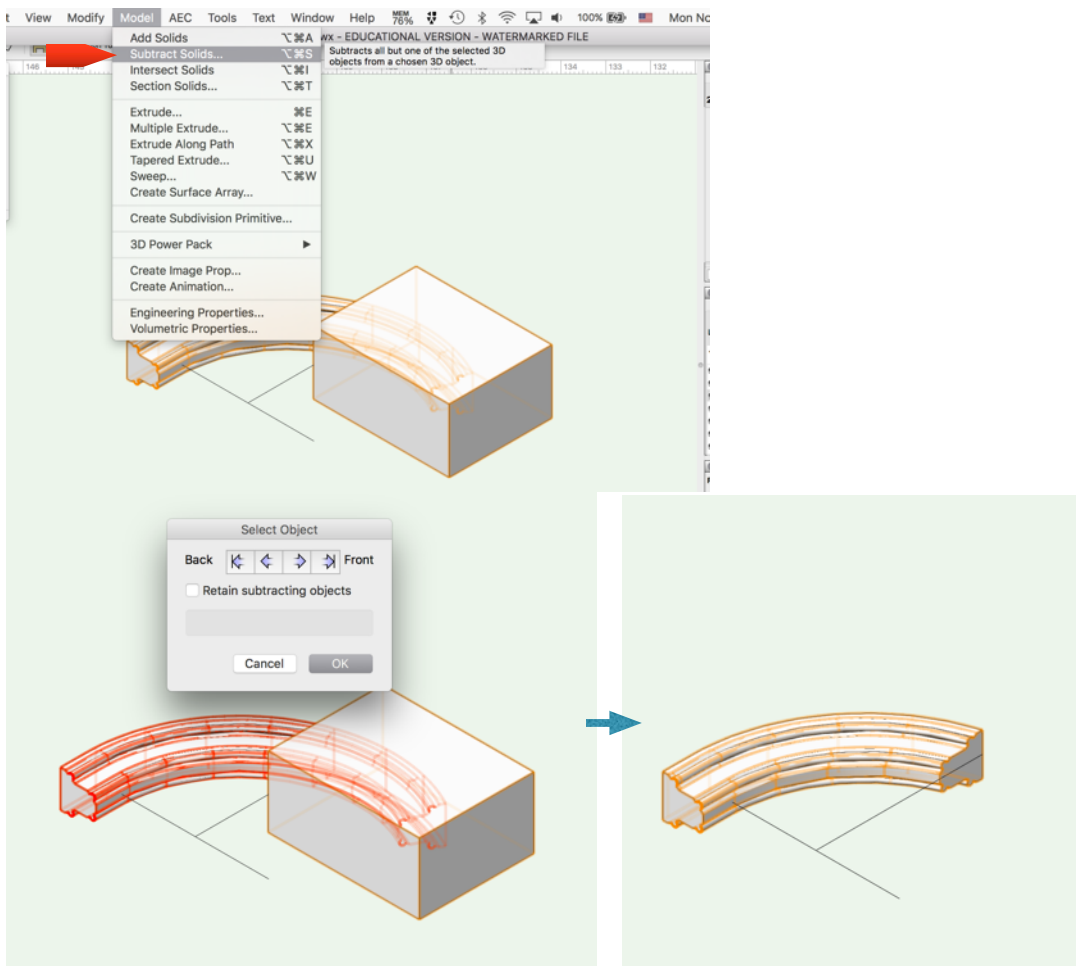 t View Modify Model AEC Tools Text Window Help MEM 76% 100% Mon No
wx - EDUCATIONAL VERSION - WATERMARKED FILE
Add Solids ⌥⌘A
Subtract Solids... ⌥⌘S
Subtracts all but one of the selected 3D
objects from a chosen 3D object.
Intersect Solids ⌥⌘I
146 134 133 132
Section Solids... ⌥⌘T
Extrude... ⌘E
Multiple Extrude... ⌥⌘E
Extrude Along Path ⌥⌘X
Tapered Extrude... ⌥⌘U
Sweep... ⌥⌘W
Create Surface Array...
Create Subdivision Primitive...
3D Power Pack ▶
Create Image Prop...
Create Animation...
Engineering Properties...
Volumetric Properties...
Select Object
Back Front
Retain subtracting objects
Cancel OK